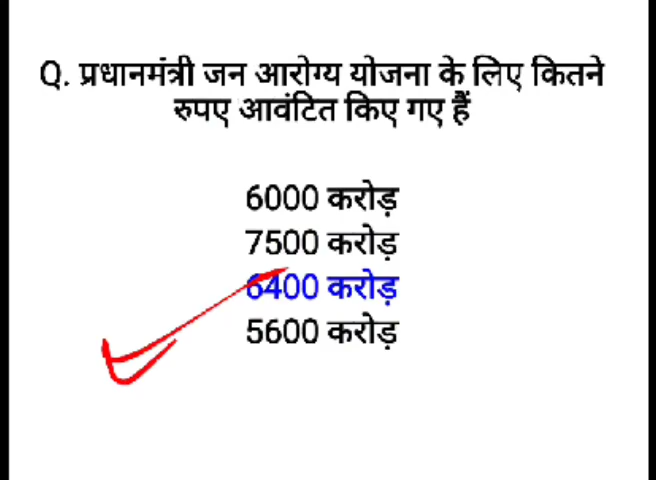 Q. प्रधानमंत्री जन आरोग्य योजना के लिए कितने
रुपए आवंटित किए गए हैं
6000 करोड़
7500 करोड़
6400 करोड़
5600 करोड़